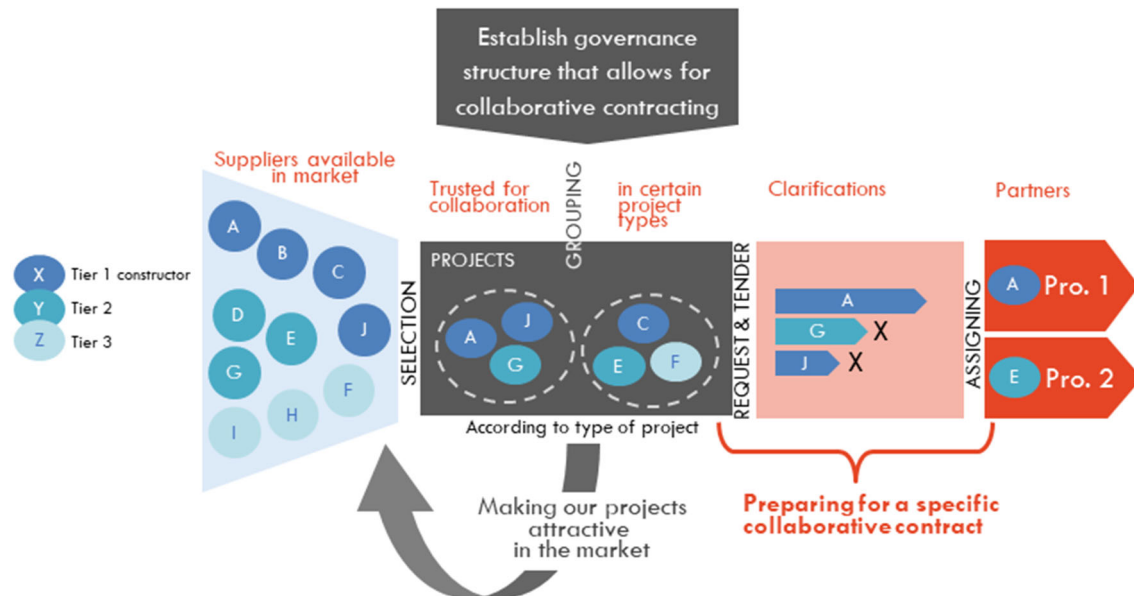 Establish governance
structure that allows for
collaborative contracting
Suppliers available
in market
Trusted for
collaboration
GROUPING
in certain
project
types
Clarifications
Partners
X Tier 1 constructor
Y Tier 2
Z Tier 3
A
B
C
D
E
J
G
F
H
I
SELECTION
PROJECTS
A
J
G
C
E
F
According to type of project
REQUEST & TENDER
A
G X
J X
ASSIGNING
A Pro. 1
E Pro. 2
Making our projects
attractive
in the market
Preparing for a specific
collaborative contract